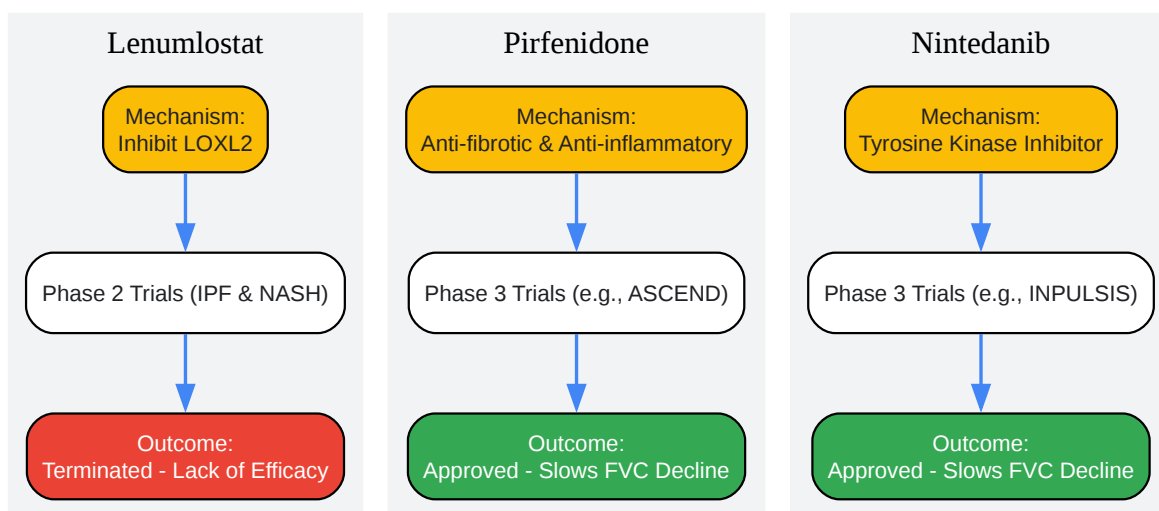 Lenumlostat
Mechanism:
Inhibit LOXL2
Phase 2 Trials (IPF & NASH)
Outcome:
Terminated - Lack of Efficacy
Pirfenidone
Mechanism:
Anti-fibrotic & Anti-inflammatory
Phase 3 Trials (e.g., ASCEND)
Outcome:
Approved - Slows FVC Decline
Nintedanib
Mechanism:
Tyrosine Kinase Inhibitor
Phase 3 Trials (e.g., INPULSIS)
Outcome:
Approved - Slows FVC Decline